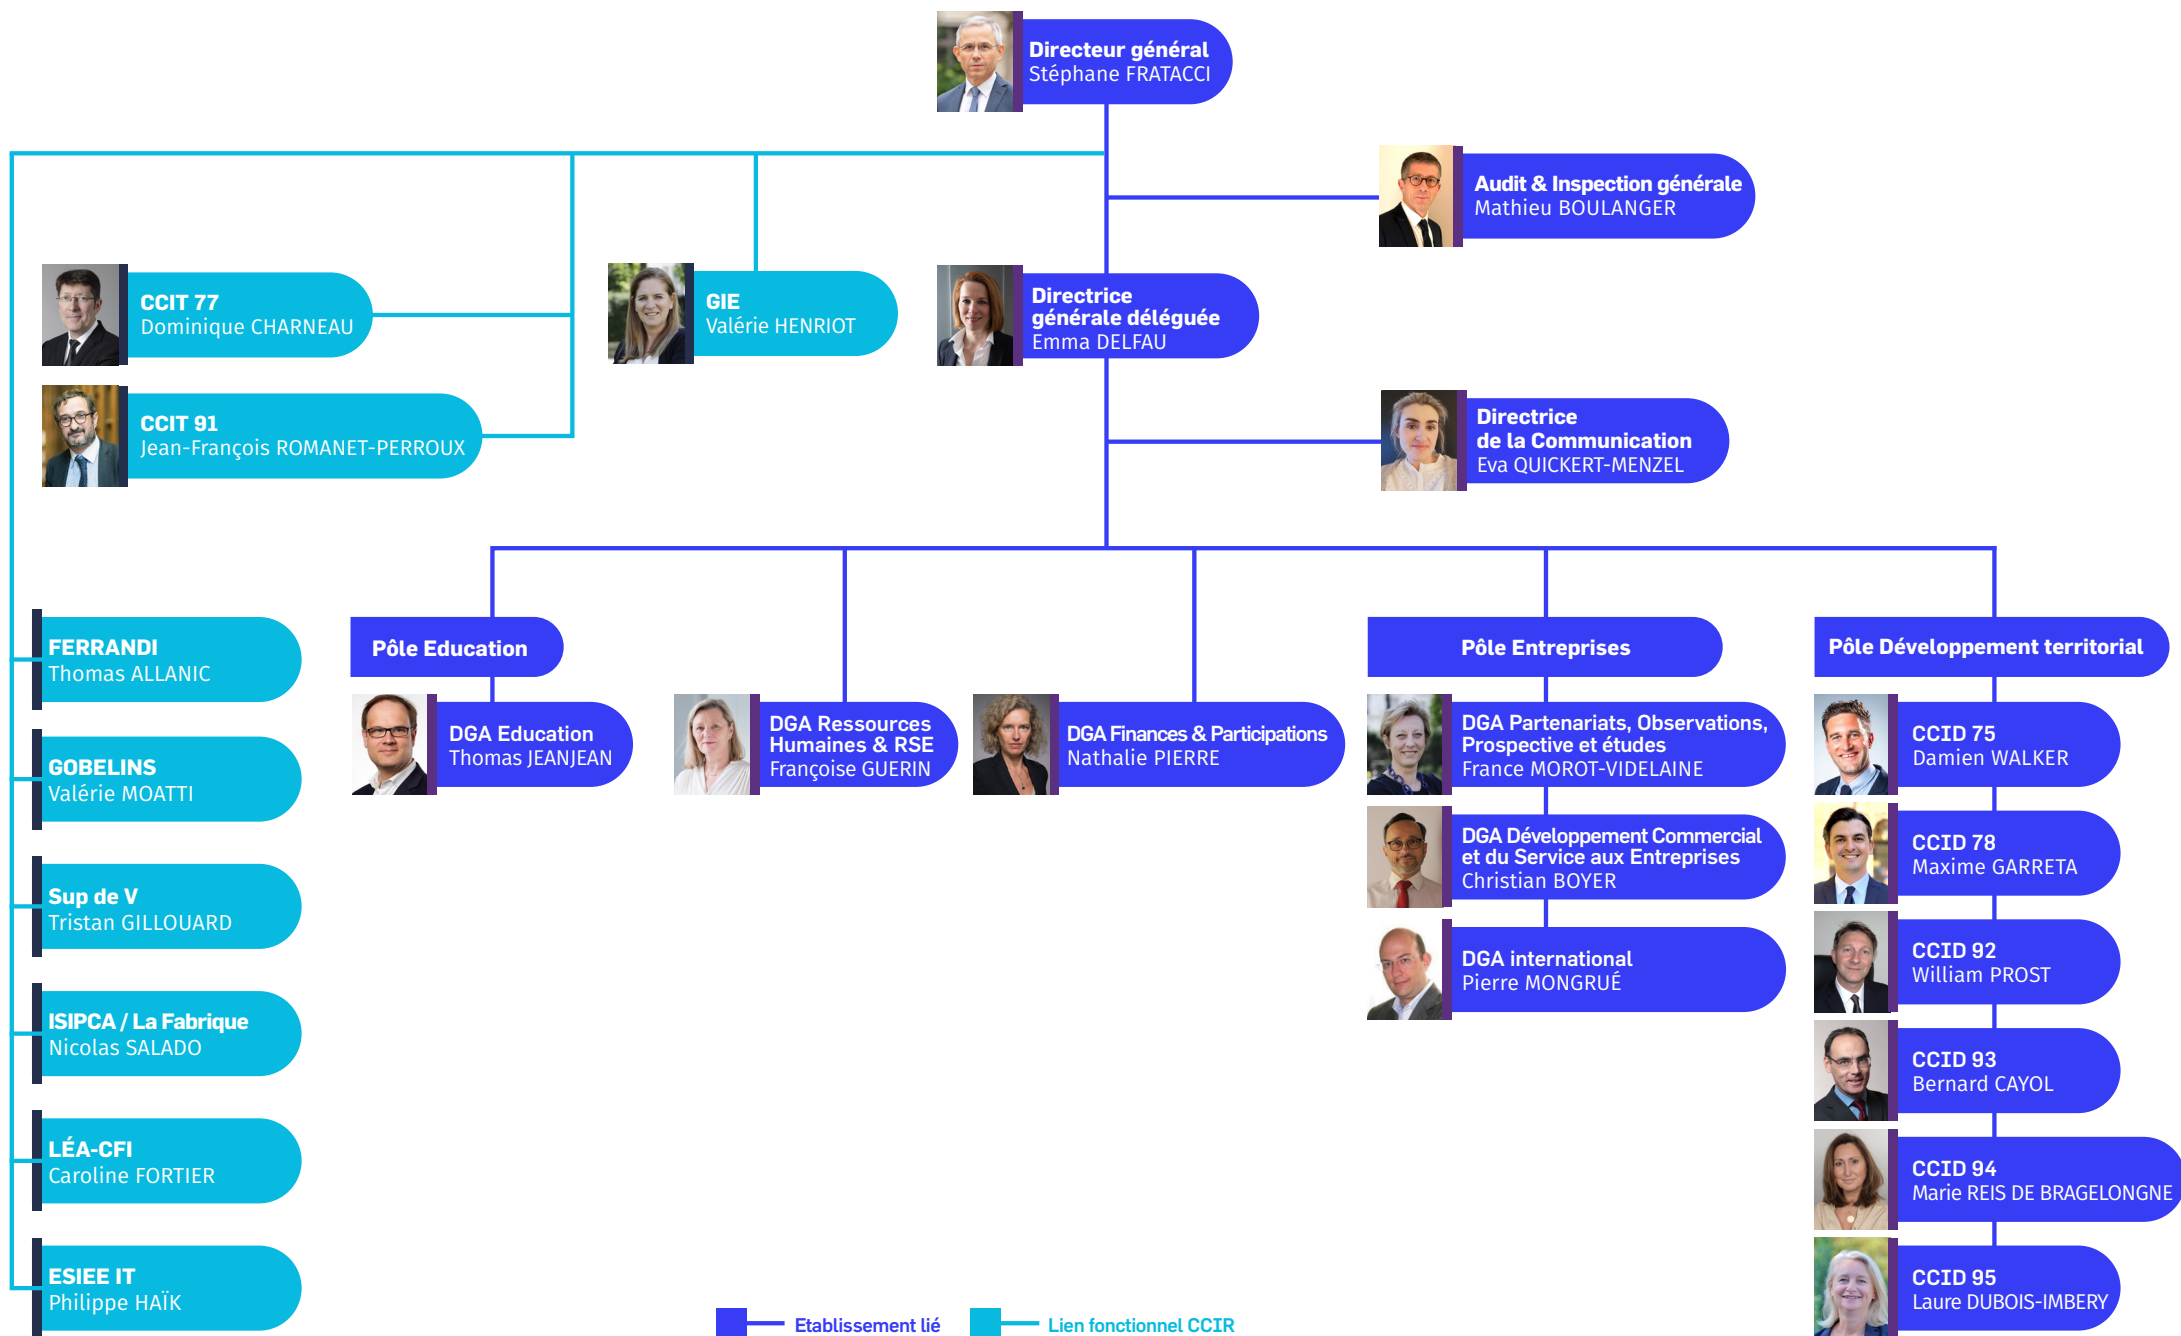 Directeur général
Stéphane FRATACCI
Audit & Inspection générale
Mathieu BOULANGER
CCIT 77
Dominique CHARNEAU
GIE
Valérie HENRIOT
Directrice
générale déléguée
Emma DELFAU
CCIT 91
Jean-François ROMANET-PERROUX
Directrice
de la Communication
Eva QUICKERT-MENZEL
FERRANDI
Thomas ALLANIC
GOBELINS
Valérie MOATTI
Sup de V
Tristan GILLOUARD
ISIPCA / La Fabrique
Nicolas SALADO
LÉA-CFI
Caroline FORTIER
ESIEE IT
Philippe HAÏK
Pôle Education
DGA Education
Thomas JEANJEAN
DGA Ressources
Humaines & RSE
Françoise GUERIN
DGA Finances & Participations
Nathalie PIERRE
Pôle Entreprises
DGA Partenariats, Observations,
Prospective et études
France MOROT-VIDELAINE
DGA Développement Commercial
et du Service aux Entreprises
Christian BOYER
DGA international
Pierre MONGRUÉ
Pôle Développement territorial
CCID 75
Damien WALKER
CCID 78
Maxime GARRETA
CCID 92
William PROST
CCID 93
Bernard CAYOL
CCID 94
Marie REIS DE BRAGELONGNE
CCID 95
Laure DUBOIS-IMBERY
Etablissement lié
Lien fonctionnel CCIR